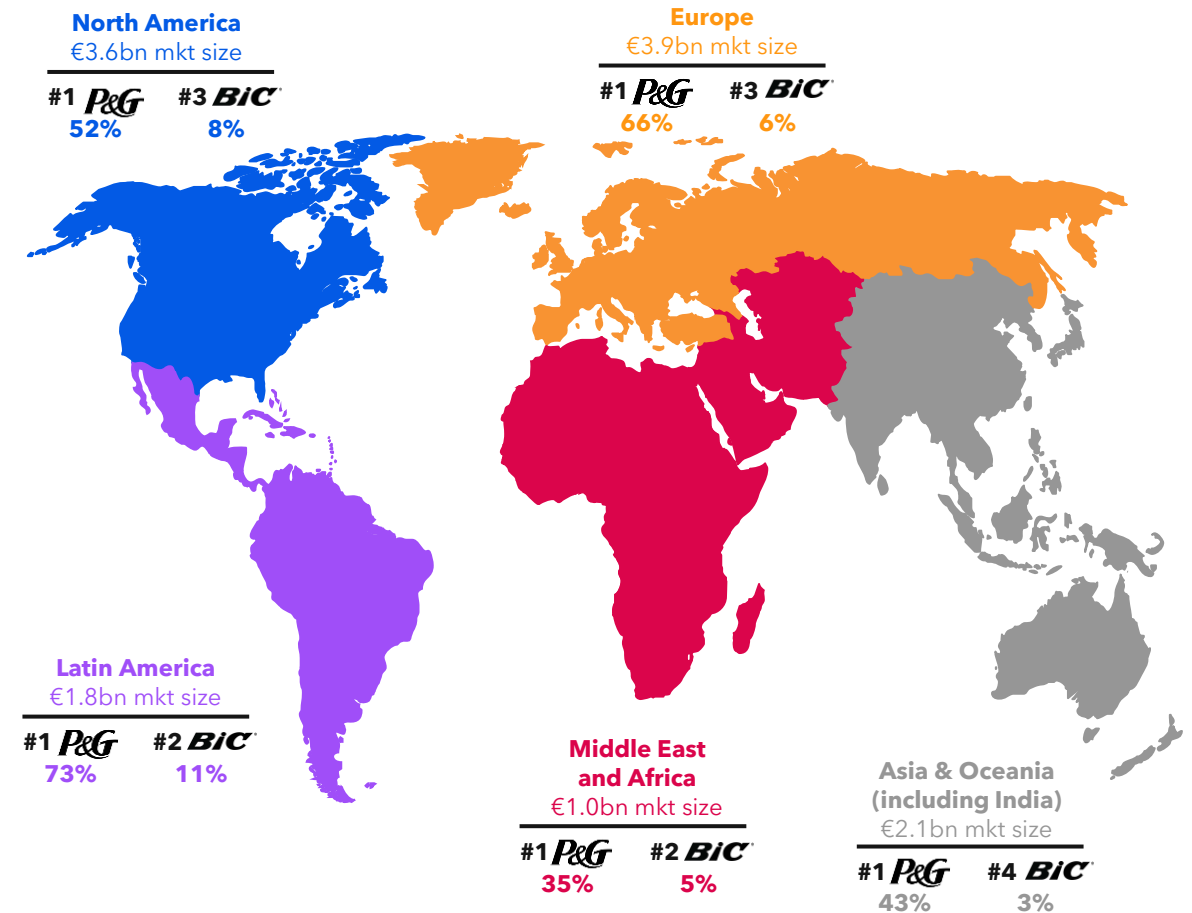 North America
€3.6bn mkt size
#1 P&G #3 BiC®
52% 8%
Europe
€3.9bn mkt size
#1 P&G #3 BiC®
66% 6%
Latin America
€1.8bn mkt size
#1 P&G #2 BiC®
73% 11%
Middle East
and Africa
€1.0bn mkt size
#1 P&G #2 BiC®
35% 5%
Asia & Oceania
(including India)
€2.1bn mkt size
#1 P&G #4 BiC®
43% 3%